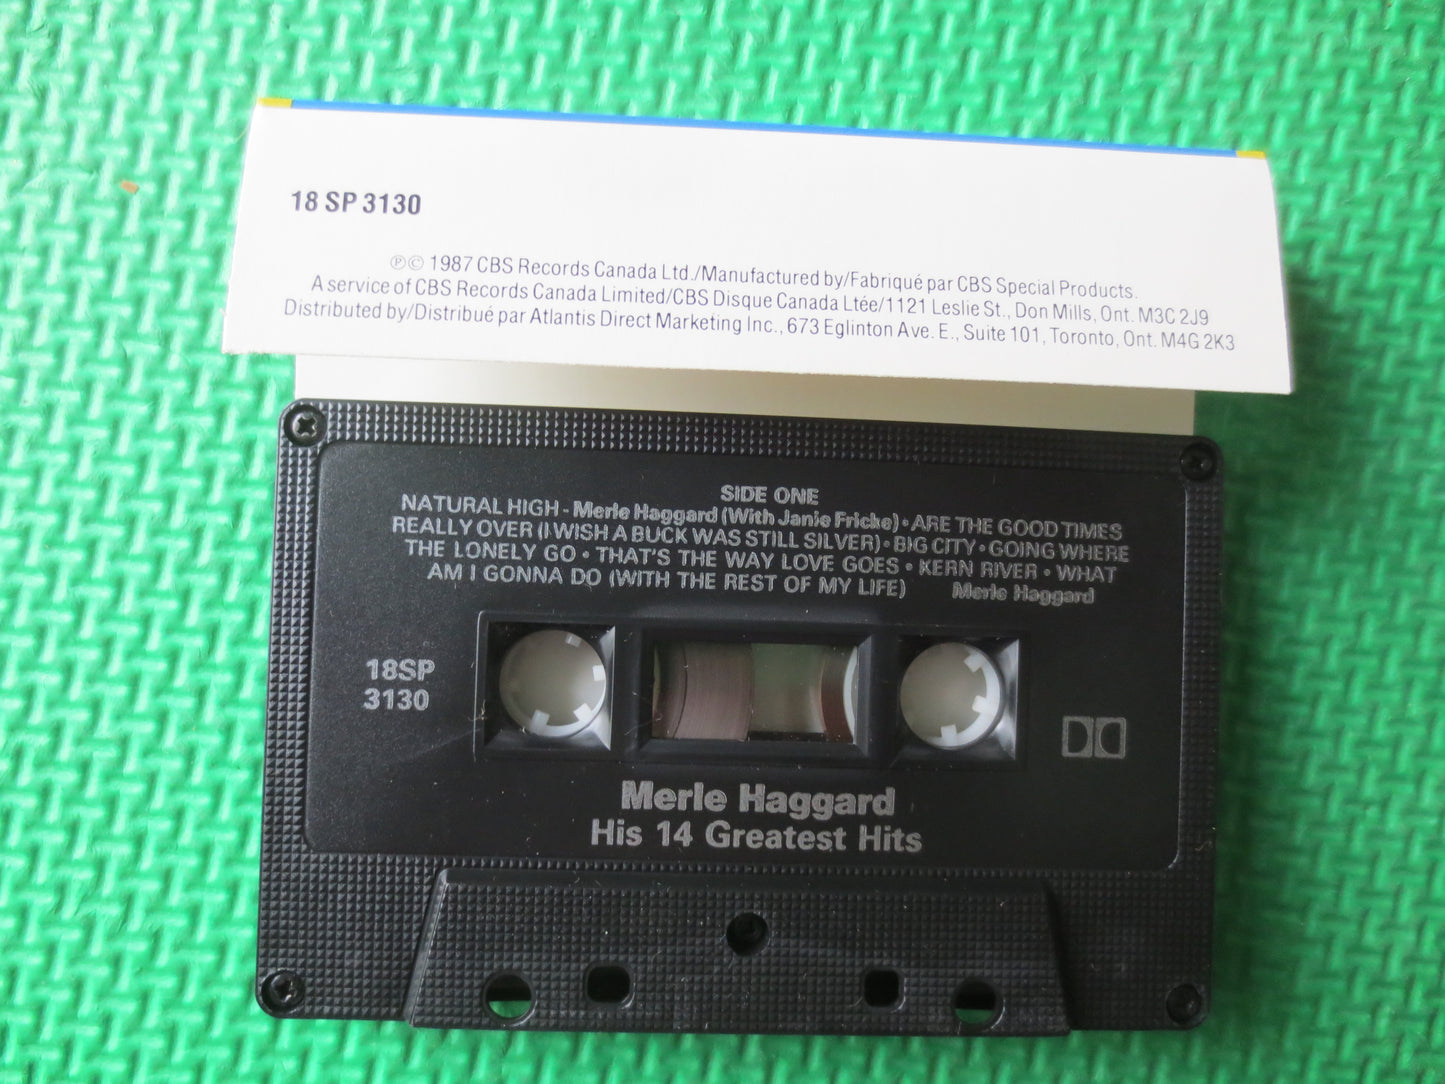 18 SP 3130
℗© 1987 CBS Records Canada Ltd./Manufactured by/Fabriqué par CBS Special Products.
A service of CBS Records Canada Limited/CBS Disque Canada Ltée/1121 Leslie St., Don Mills, Ont. M3C 2J9
Distributed by/Distribué par Atlantis Direct Marketing Inc., 673 Eglinton Ave. E., Suite 101, Toronto, Ont. M4G 2K3
SIDE ONE
NATURAL HIGH - Merle Haggard (With Janie Fricke) • ARE THE GOOD TIMES
REALLY OVER (I WISH A BUCK WAS STILL SILVER) • BIG CITY • GOING WHERE
THE LONELY GO • THAT'S THE WAY LOVE GOES • KERN RIVER • WHAT
AM I GONNA DO (WITH THE REST OF MY LIFE) Merle Haggard
18SP
3130
Merle Haggard
His 14 Greatest Hits